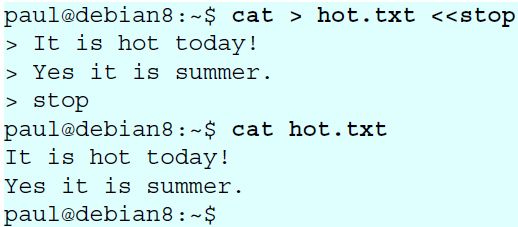 paul@debian8:~$ cat > hot.txt <<stop
> It is hot today!
> Yes it is summer.
> stop
paul@debian8:~$ cat hot.txt
It is hot today!
Yes it is summer.
paul@debian8:~$